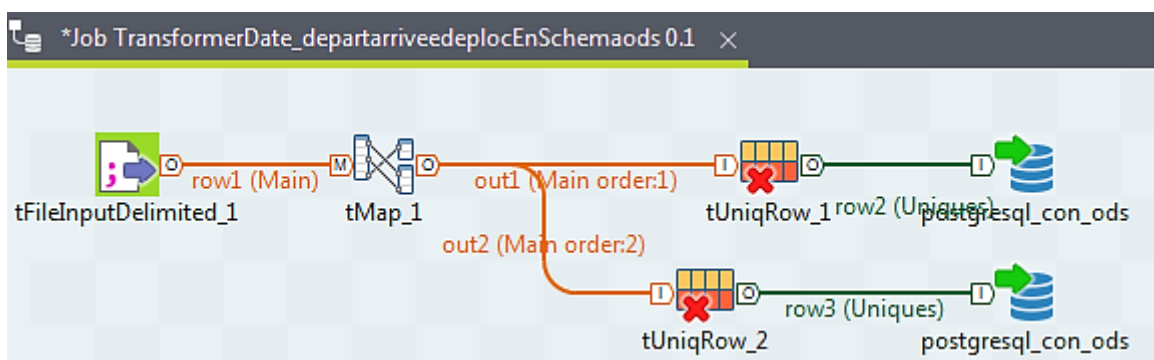 *Job TransformerDate_departarriveedeplocEnSchemaods 0.1
row1 (Main) out1 (Main order:1)
tFileInputDelimited_1 tMap_1 tUniqRow_1 row2 (Uniques) postgresql_con_ods
out2 (Main order:2)
row3 (Uniques)
tUniqRow_2 postgresql_con_ods